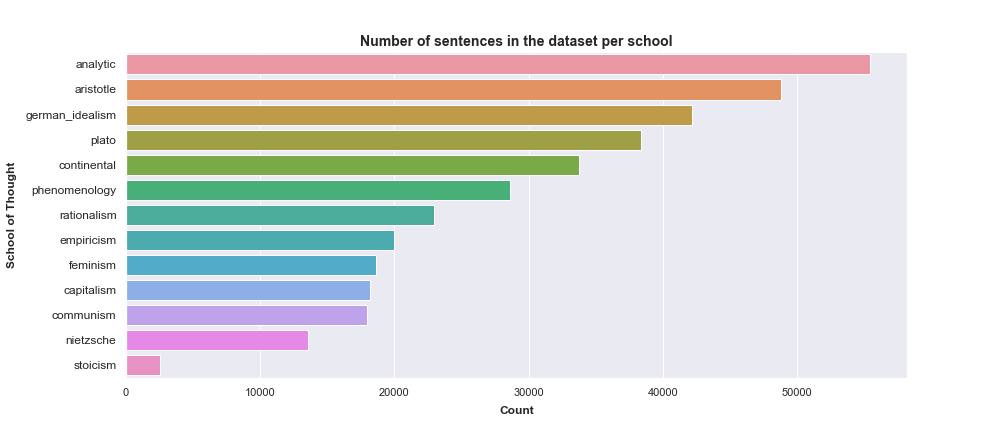 Number of sentences in the dataset per school
School of Thought
analytic
aristotle
german_idealism
plato
continental
phenomenology
rationalism
empiricism
feminism
capitalism
communism
nietzsche
stoicism
0 10000 20000 30000 40000 50000
Count